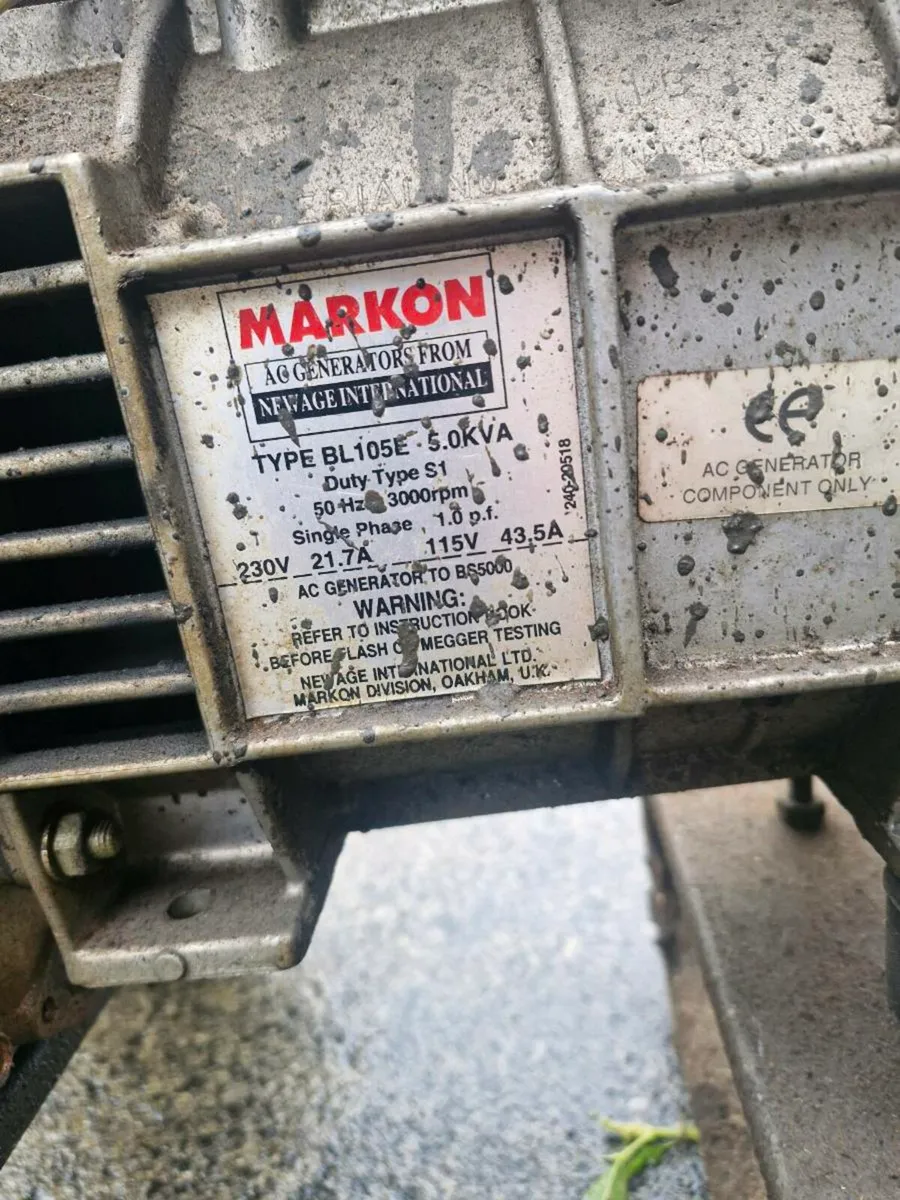 SERIAL No
MARKON
AC GENERATORS FROM
NEWAGE INTERNATIONAL
TYPE BL105E - 5.0KVA
Duty Type S1
50 Hz 3000rpm
Single Phase 1.0 p.f.
230V 21.7A 115V 43.5A
AC GENERATOR TO BS5000
WARNING:
REFER TO INSTRUCTION BOOK
BEFORE FLASH OR MEGGER TESTING
NEWAGE INTERNATIONAL LTD.
MARKON DIVISION, OAKHAM, U.K.
240-20518
CE
AC GENERATOR
COMPONENT ONLY